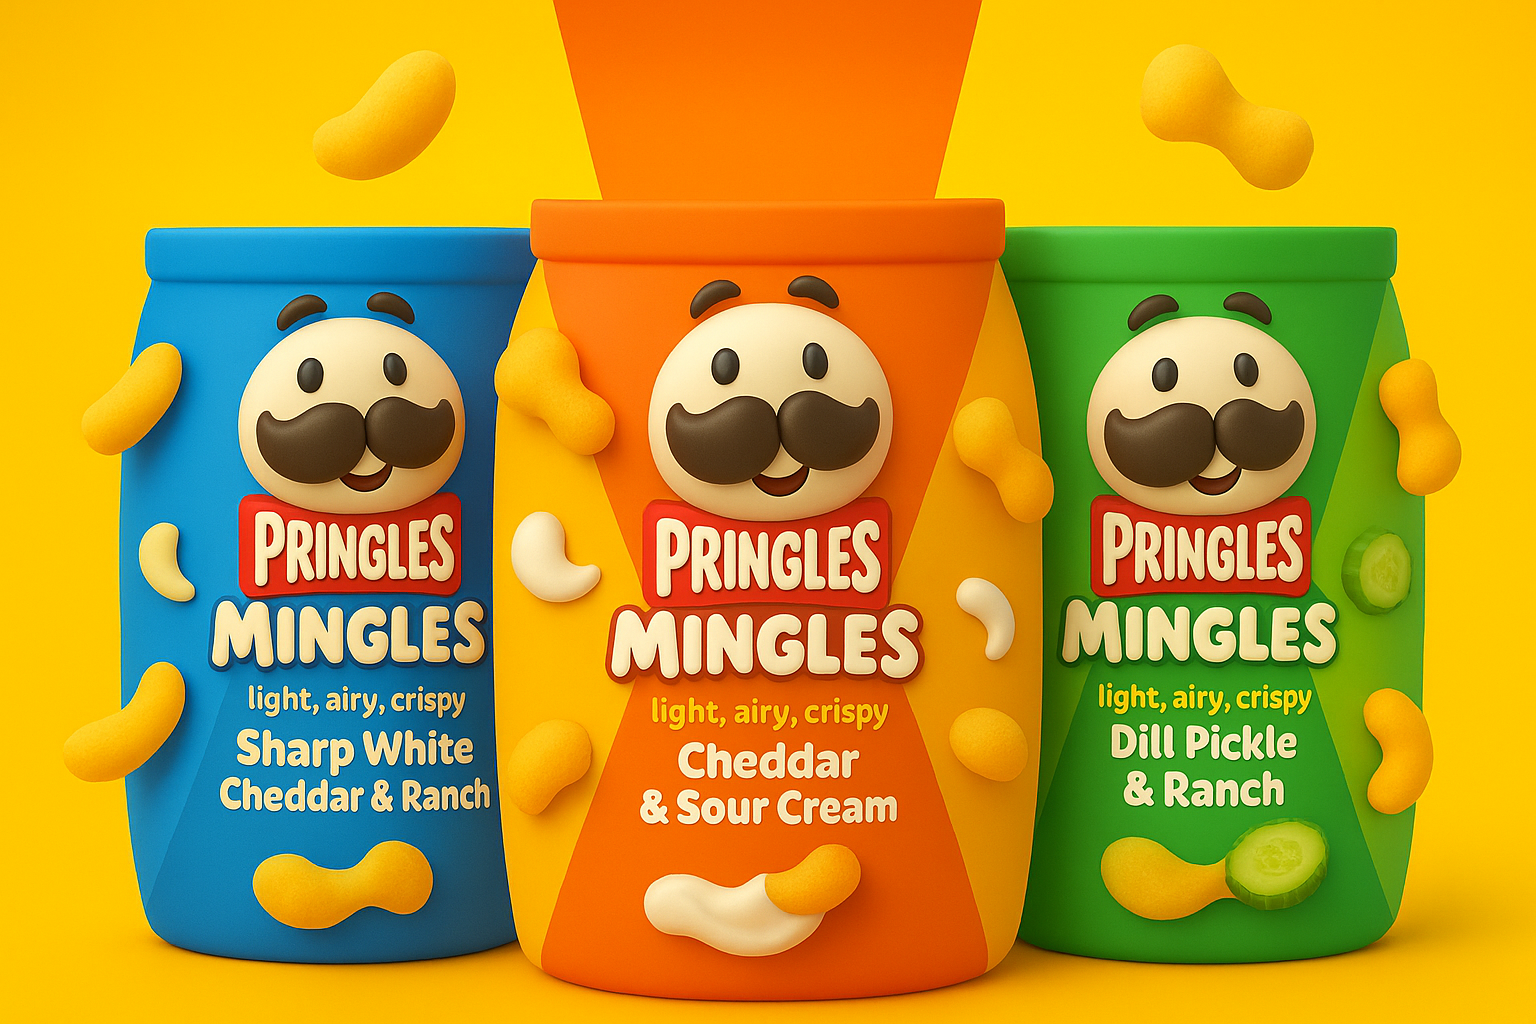 PRINGLES
MINGLES
light, airy, crispy
Sharp White
Cheddar & Ranch
PRINGLES
MINGLES
light, airy, crispy
Cheddar
& Sour Cream
PRINGLES
MINGLES
light, airy, crispy
Dill Pickle
& Ranch